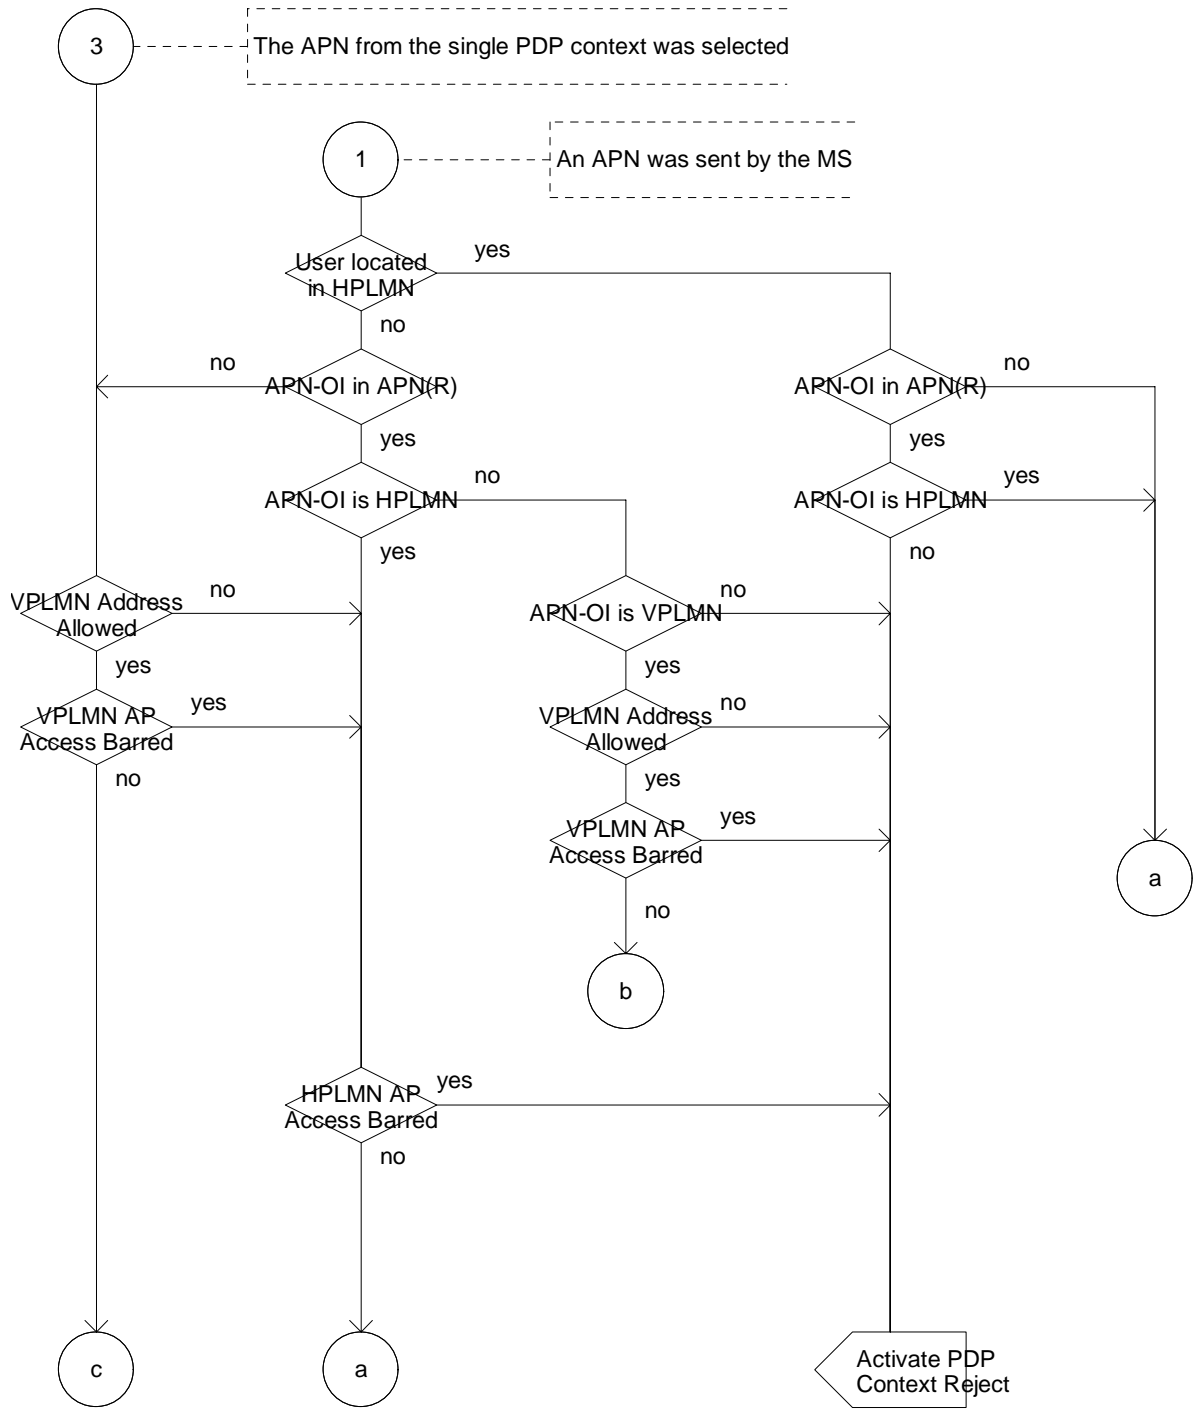 3
The APN from the single PDP context was selected
1
An APN was sent by the MS
User located
in HPLMN
yes
no
no
APN-OI in APN(R)
APN-OI in APN(R)
no
yes
yes
APN-OI is HPLMN
no
APN-OI is HPLMN
yes
yes
no
VPLMN Address
Allowed
no
APN-OI is VPLMN
no
yes
yes
VPLMN AP
Access Barred
yes
VPLMN Address
Allowed
no
no
yes
VPLMN AP
Access Barred
yes
a
no
b
HPLMN AP
Access Barred
yes
no
c
a
Activate PDP
Context Reject